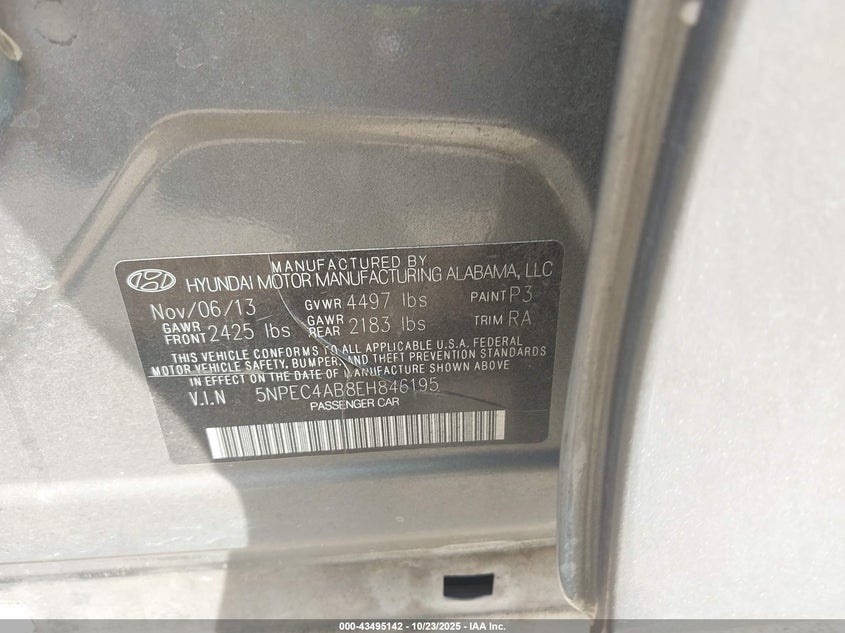 MANUFACTURED BY
HYUNDAI MOTOR MANUFACTURING ALABAMA, LLC
Nov/06/13 GVWR 4497 lbs PAINT P3
GAWR FRONT 2425 lbs GAWR REAR 2183 lbs TRIM RA
THIS VEHICLE CONFORMS TO ALL APPLICABLE U.S.A. FEDERAL
MOTOR VEHICLE SAFETY, BUMPER, AND THEFT PREVENTION STANDARDS
IN EFFECT ON THE DATE OF MANUFACTURE SHOWN ABOVE
V.I.N 5NPEC4AB8EH846195
PASSENGER CAR
000-43495142 - 10/23/2025 - IAA Inc.